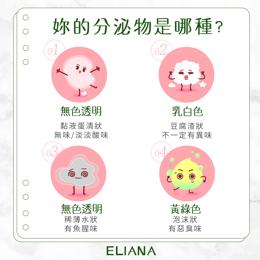 妳的分泌物是哪種?
01
無色透明
黏液蛋清狀
無味/淡淡酸味
02
乳白色
豆腐渣狀
不一定有異味
03
無色透明
稀薄水狀
有魚腥味
04
黃綠色
泡沫狀
有惡臭味
ELIANA